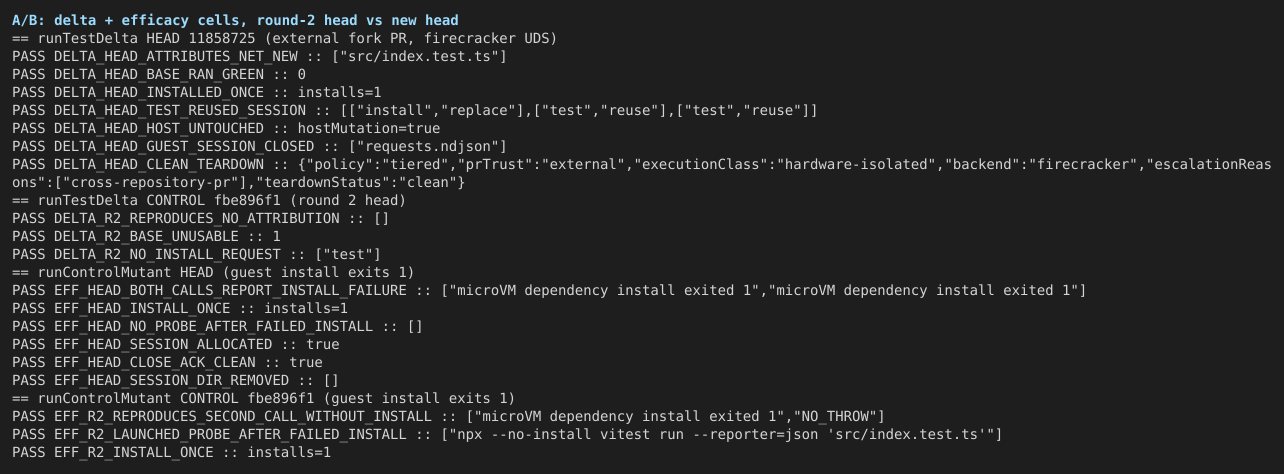 A/B: delta + efficacy cells, round-2 head vs new head
== runTestDelta HEAD 11858725 (external fork PR, firecracker UDS)
PASS DELTA_HEAD_ATTRIBUTES_NET_NEW :: ["src/index.test.ts"]
PASS DELTA_HEAD_BASE_RAN_GREEN :: 0
PASS DELTA_HEAD_INSTALLED_ONCE :: installs=1
PASS DELTA_HEAD_TEST_REUSED_SESSION :: [["install","replace"],["test","reuse"],["test","reuse"]]
PASS DELTA_HEAD_HOST_UNTOUCHED :: hostMutation=true
PASS DELTA_HEAD_GUEST_SESSION_CLOSED :: ["requests.ndjson"]
PASS DELTA_HEAD_CLEAN_TEARDOWN :: {"policy":"tiered","prTrust":"external","executionClass":"hardware-isolated","backend":"firecracker","escalationReas
ons":["cross-repository-pr"],"teardownStatus":"clean"}
== runTestDelta CONTROL fbe896f1 (round 2 head)
PASS DELTA_R2_REPRODUCES_NO_ATTRIBUTION :: []
PASS DELTA_R2_BASE_UNUSABLE :: 1
PASS DELTA_R2_NO_INSTALL_REQUEST :: ["test"]
== runControlMutant HEAD (guest install exits 1)
PASS EFF_HEAD_BOTH_CALLS_REPORT_INSTALL_FAILURE :: ["microVM dependency install exited 1","microVM dependency install exited 1"]
PASS EFF_HEAD_INSTALL_ONCE :: installs=1
PASS EFF_HEAD_NO_PROBE_AFTER_FAILED_INSTALL :: []
PASS EFF_HEAD_SESSION_ALLOCATED :: true
PASS EFF_HEAD_CLOSE_ACK_CLEAN :: true
PASS EFF_HEAD_SESSION_DIR_REMOVED :: []
== runControlMutant CONTROL fbe896f1 (guest install exits 1)
PASS EFF_R2_REPRODUCES_SECOND_CALL_WITHOUT_INSTALL :: ["microVM dependency install exited 1","NO_THROW"]
PASS EFF_R2_LAUNCHED_PROBE_AFTER_FAILED_INSTALL :: ["npx --no-install vitest run --reporter=json 'src/index.test.ts'"]
PASS EFF_R2_INSTALL_ONCE :: installs=1